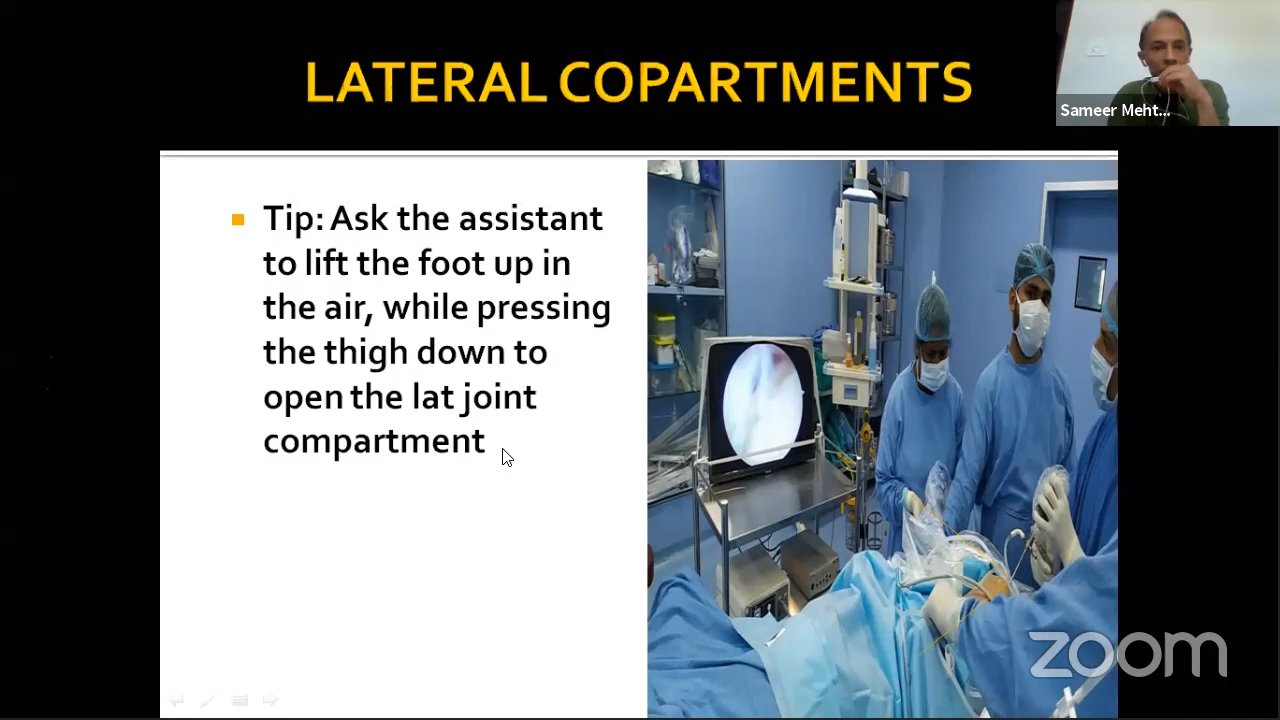 LATERAL COPARTMENTS
Sameer Meht...
Tip: Ask the assistant
to lift the foot up in
the air, while pressing
the thigh down to
open the lat joint
compartment
zoom